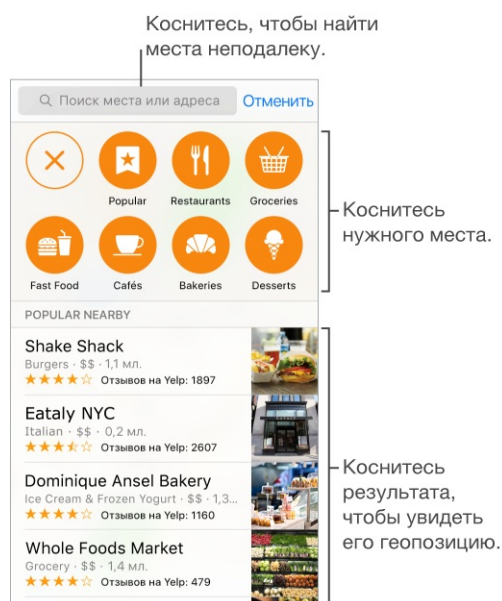 Коснитесь, чтобы найти
места неподалеку.
Поиск места или адреса
Отменить
Popular
Restaurants
Groceries
Fast Food
Cafés
Bakeries
Desserts
Коснитесь
нужного места.
POPULAR NEARBY
Shake Shack
Burgers · $$ · 1,1 мл.
Отзывов на Yelp: 1897
Eataly NYC
Italian · $$ · 0,2 мл.
Отзывов на Yelp: 2607
Dominique Ansel Bakery
Ice Cream & Frozen Yogurt · $$ · 1,3...
Отзывов на Yelp: 1160
Whole Foods Market
Grocery · $$ · 1,4 мл.
Отзывов на Yelp: 479
Коснитесь
результата,
чтобы увидеть
его геопозицию.